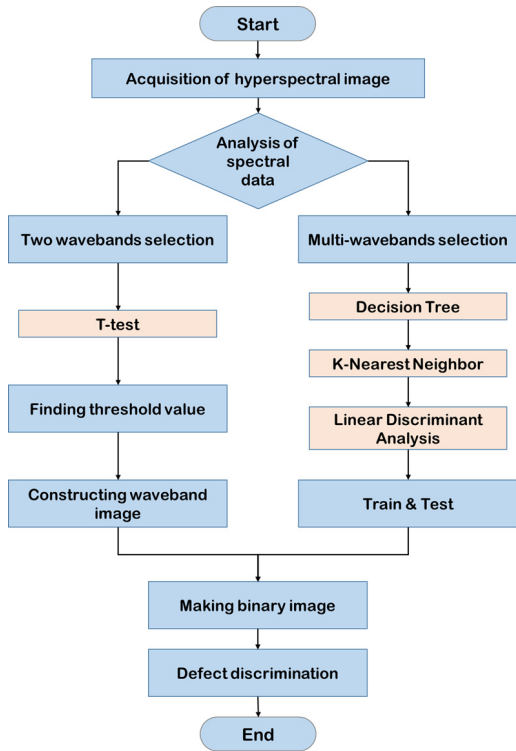 Start
Acquisition of hyperspectral image
Analysis of
spectral
data
Two wavebands selection
T-test
Finding threshold value
Constructing waveband
image
Multi-wavebands selection
Decision Tree
K-Nearest Neighbor
Linear Discriminant
Analysis
Train & Test
Making binary image
Defect discrimination
End